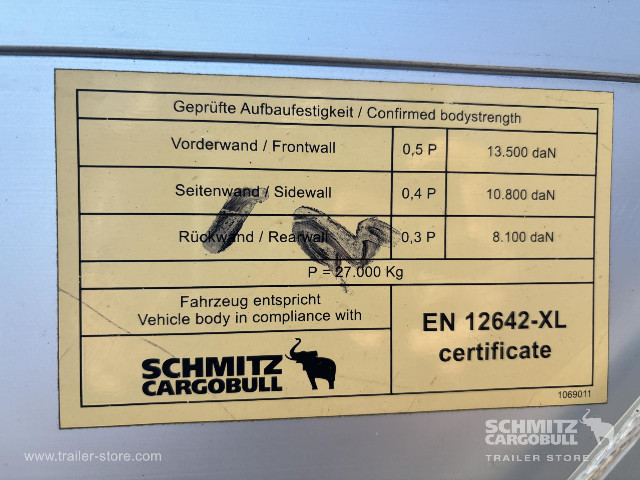 Geprüfte Aufbaufestigkeit / Confirmed bodystrength
Vorderwand / Frontwall 0,5 P 13.500 daN
Seitenwand / Sidewall 0,4 P 10.800 daN
Rückwand / Rearwall 0,3 P 8.100 daN
P = 27.000 Kg
Fahrzeug entspricht
Vehicle body in compliance with
EN 12642-XL
certificate
SCHMITZ
CARGOBULL
1069011
www.trailer-store.com
SCHMITZ
CARGOBULL
TRAILER STORE